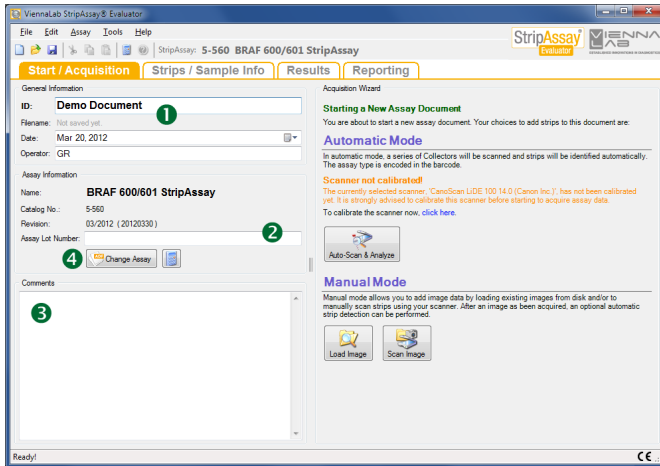 ViennaLab StripAssay® Evaluator
File Edit Assay Tools Help
StripAssay: 5-560 BRAF 600/601 StripAssay
StripAssay®
Evaluator
VIENNA
LAB
Start / Acquisition
Strips / Sample Info
Results
Reporting
General Information
ID: Demo Document
1
Filename: Not saved yet.
Date: Mar 20, 2012
Operator: GR
Assay Information
Name: BRAF 600/601 StripAssay
Catalog No.: 5-560
Revision: 03/2012 ( 20120330 )
2
Assay Lot Number:
4 Change Assay
Comments
3
Acquisition Wizard
Starting a New Assay Document
You are about to start a new assay document. Your choices to add strips to this document are:
Automatic Mode
In automatic mode, a series of Collectors will be scanned and strips will be identified automatically.
The assay type is encoded in the barcode.
Scanner not calibrated!
The currently selected scanner, 'CanoScan LiDE 100 14.0 (Canon Inc.)', has not been calibrated
yet. It is strongly advised to calibrate this scanner before starting to acquire assay data.
To calibrate the scanner now, click here.
Auto-Scan & Analyze
Manual Mode
Manual mode allows you to add image data by loading existing images from disk and/or to
manually scan strips using your scanner. After an image as been acquired, an optional automatic
strip detection can be performed.
Load Image
Scan Image
Ready!
CE